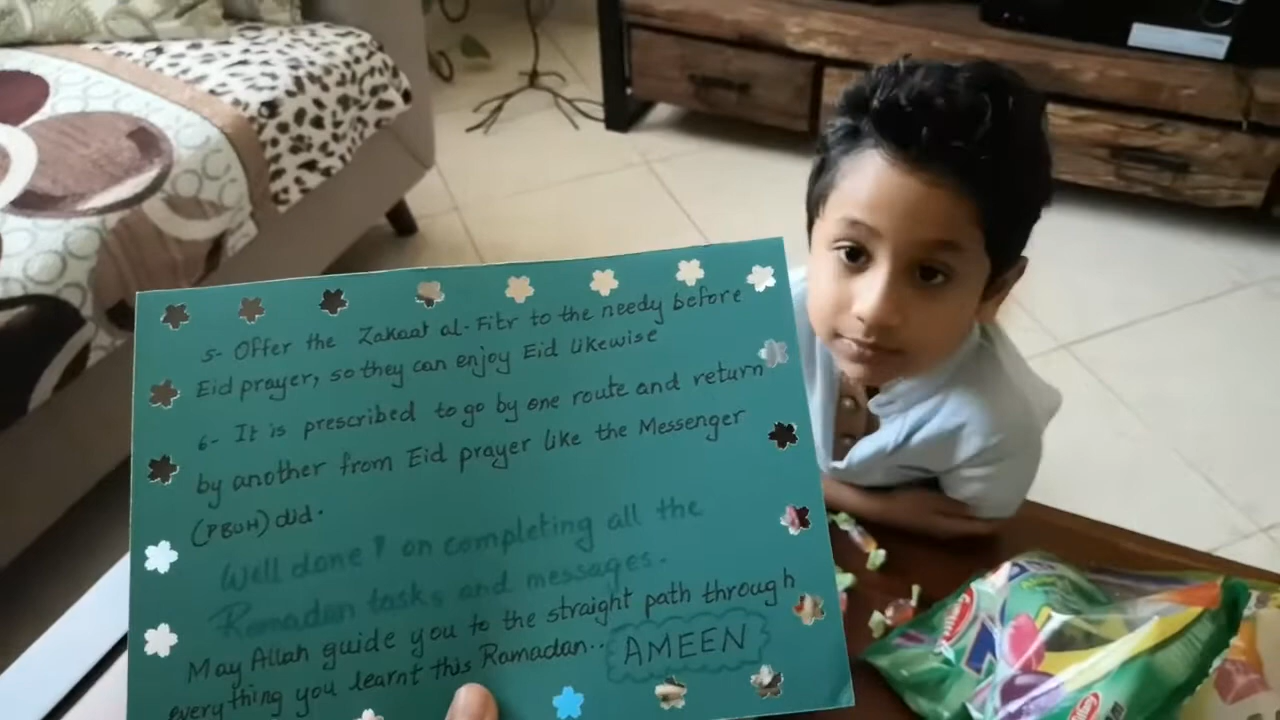 5- Offer the Zakaat al-Fitr to the needy before
Eid prayer, so they can enjoy Eid likewise
6- It is prescribed to go by one route and return
by another from Eid prayer like the Messenger
(PBUH) did.
Well done! on completing all the
Ramadan tasks and messages.
May Allah guide you to the straight path through
everything you learnt this Ramadan.. AMEEN